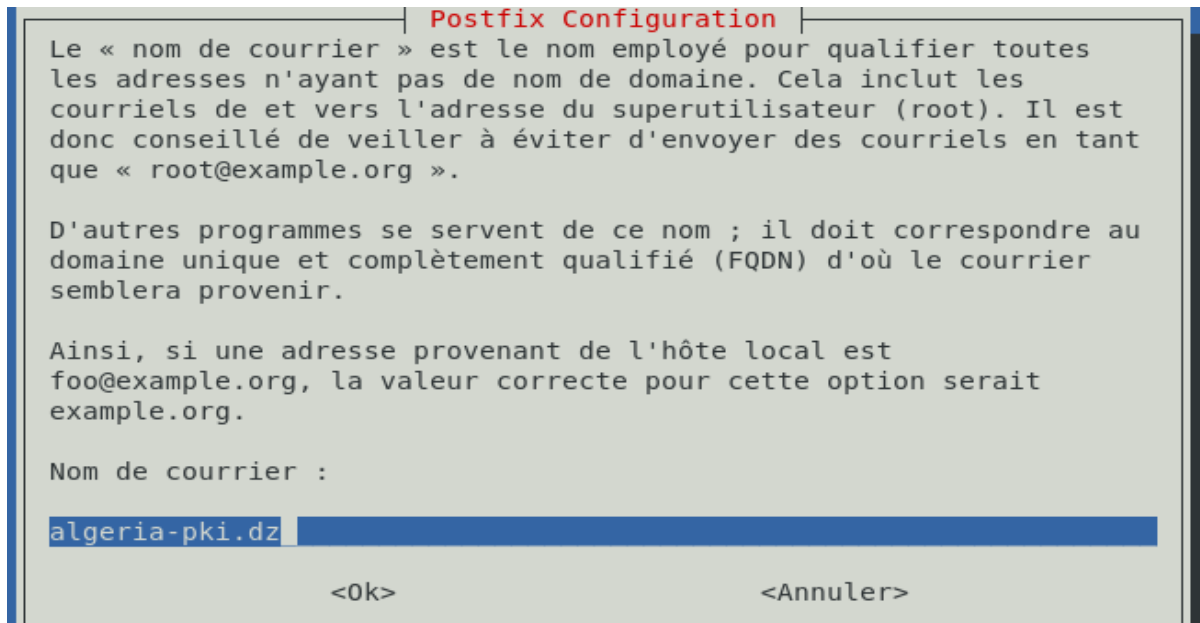 Postfix Configuration
Le « nom de courrier » est le nom employé pour qualifier toutes
les adresses n'ayant pas de nom de domaine. Cela inclut les
courriels de et vers l'adresse du superutilisateur (root). Il est
donc conseillé de veiller à éviter d'envoyer des courriels en tant
que « root@example.org ».
D'autres programmes se servent de ce nom ; il doit correspondre au
domaine unique et complètement qualifié (FQDN) d'où le courrier
semblera provenir.
Ainsi, si une adresse provenant de l'hôte local est
foo@example.org, la valeur correcte pour cette option serait
example.org.
Nom de courrier :
algeria-pki.dz
<Ok> <Annuler>